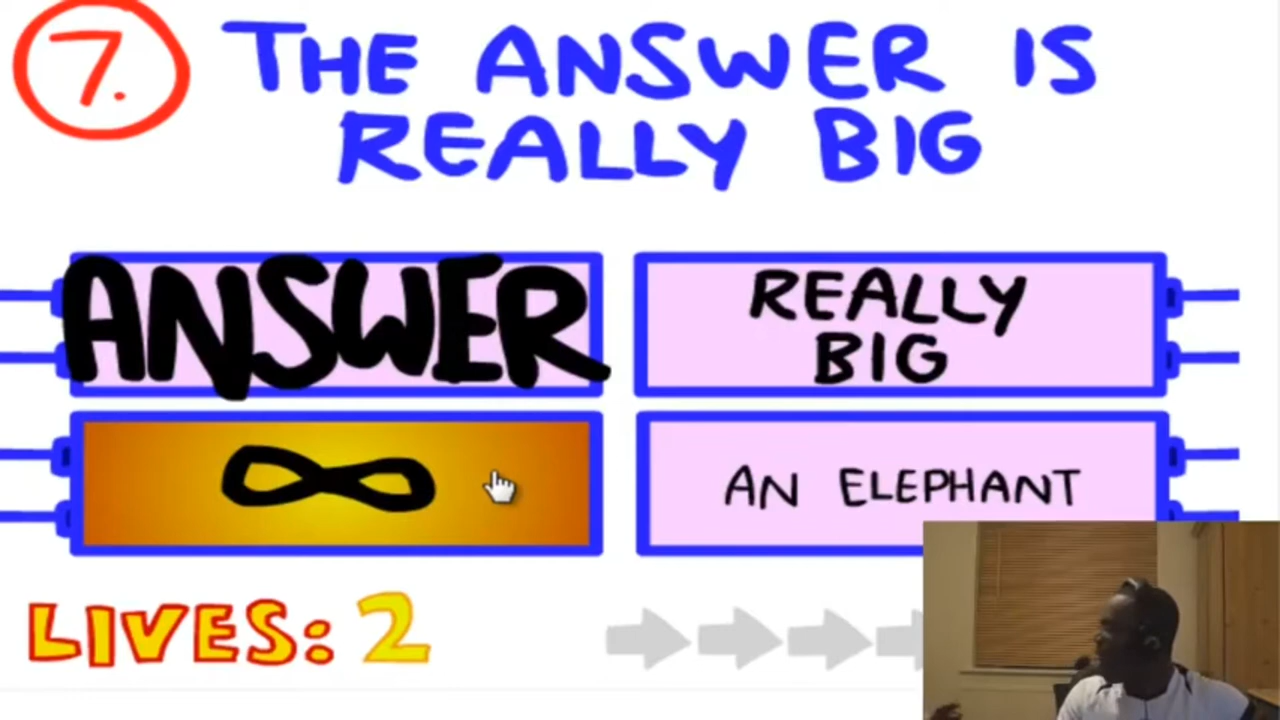 7. THE ANSWER IS
REALLY BIG
ANSWER
REALLY
BIG
∞
AN ELEPHANT
LIVES: 2